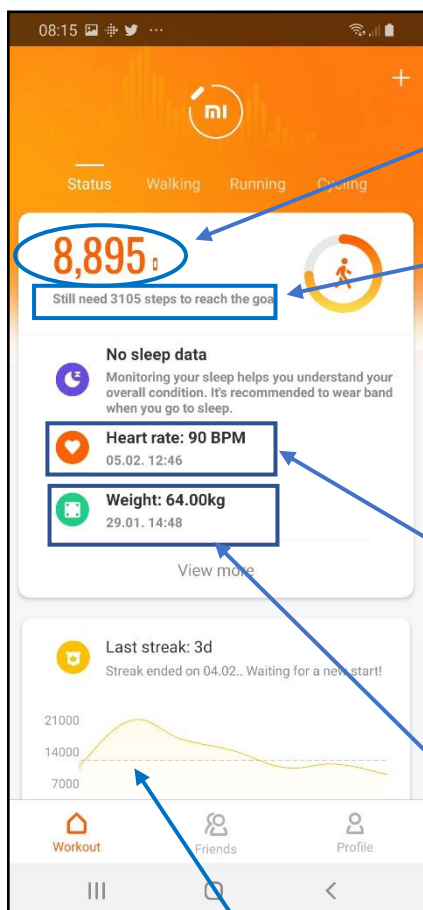 08:15
mi
Status Walking Running Cycling
8,895
Still need 3105 steps to reach the goa
No sleep data
Monitoring your sleep helps you understand your
overall condition. It's recommended to wear band
when you go to sleep.
Heart rate: 90 BPM
05.02. 12:46
Weight: 64.00kg
29.01. 14:48
View more
Last streak: 3d
Streak ended on 04.02.. Waiting for a new start!
21000
14000
7000
Workout Friends Profile